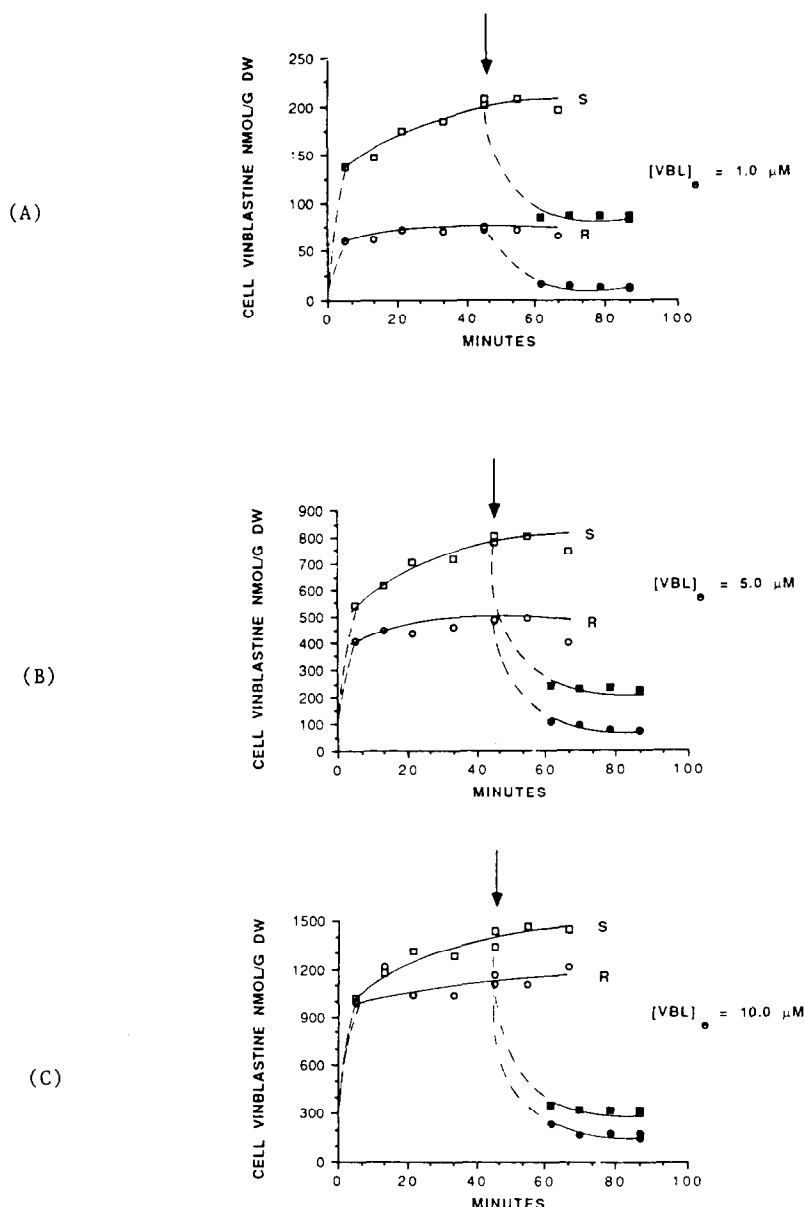 (A)
CELL VINBLASTINE NMOL/G DW
250
200
150
100
75
50
25
0
0 20 40 60 80 100
MINUTES
S
R
[VBL]e = 1.0 µM
(B)
CELL VINBLASTINE NMOL/G DW
900
800
700
600
500
400
300
200
100
0
0 20 40 60 80 100
MINUTES
S
R
[VBL]e = 5.0 µM
(C)
CELL VINBLASTINE NMOL/G DW
1500
1200
900
600
300
0
0 20 40 60 80 100
MINUTES
S
R
[VBL]e = 10.0 µM